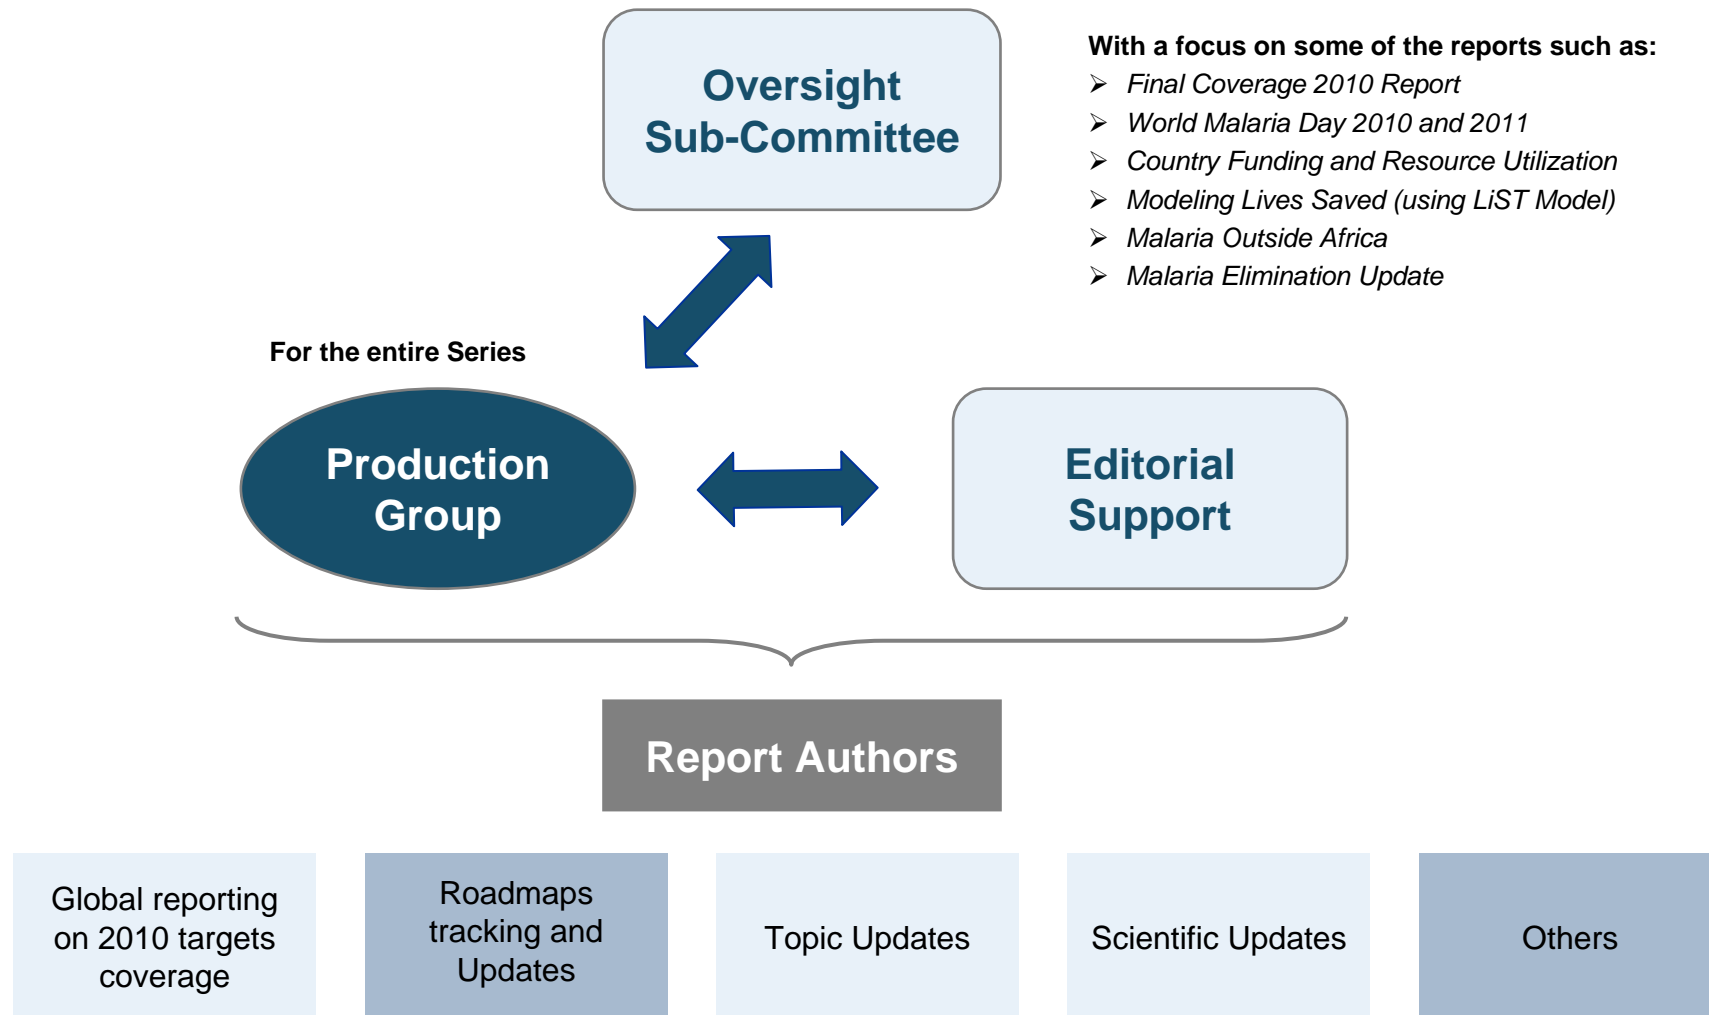 Oversight
Sub-Committee
With a focus on some of the reports such as:
➢ Final Coverage 2010 Report
➢ World Malaria Day 2010 and 2011
➢ Country Funding and Resource Utilization
➢ Modeling Lives Saved (using LiST Model)
➢ Malaria Outside Africa
➢ Malaria Elimination Update
For the entire Series
Production
Group
Editorial
Support
Report Authors
Global reporting
on 2010 targets
coverage
Roadmaps
tracking and
Updates
Topic Updates
Scientific Updates
Others